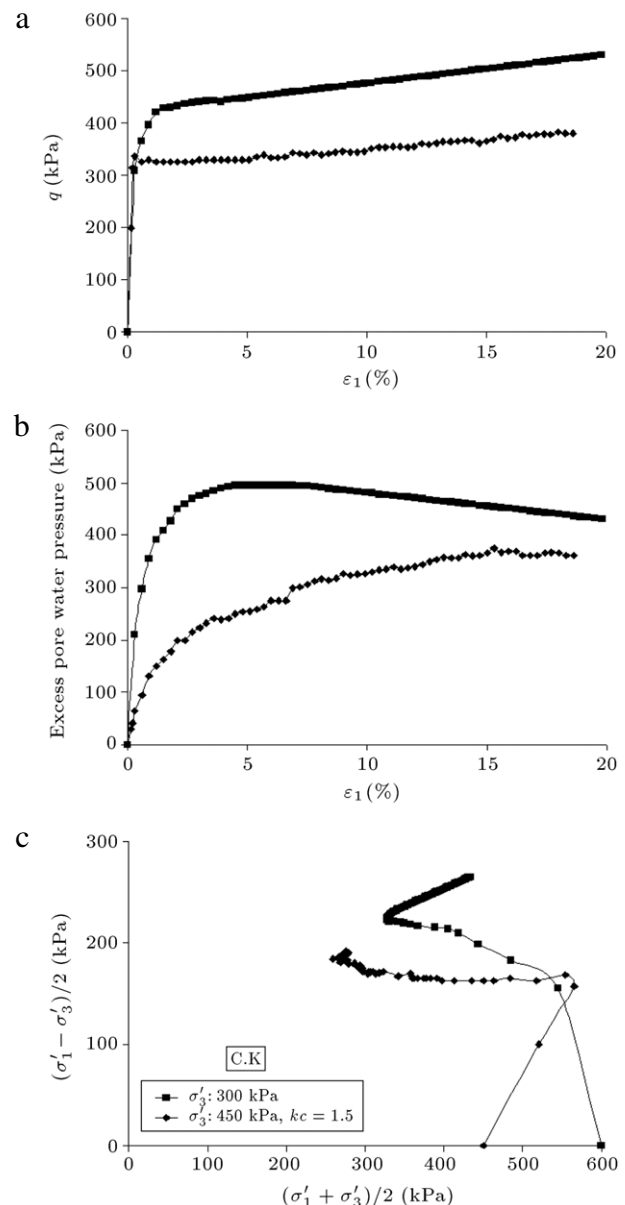 a
600
500
400
300
200
100
0
q (kPa)
0 5 10 15 20
ε₁(%)
b
600
500
400
300
200
100
0
Excess pore water pressure (kPa)
0 5 10 15 20
ε₁(%)
c
300
200
100
0
(σ′₁ − σ′₃)/2 (kPa)
C.K
σ′₃: 300 kPa
σ′₃: 450 kPa, kc = 1.5
0 100 200 300 400 500 600
(σ′₁ + σ′₃)/2 (kPa)